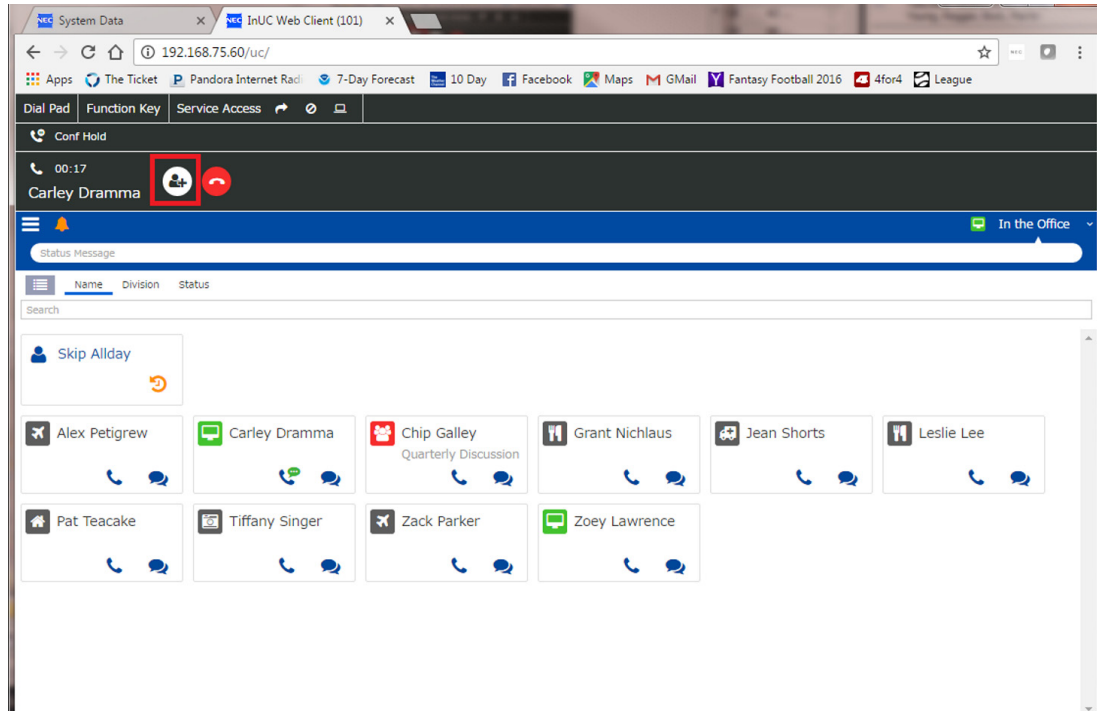 NEC System Data × NEC InUC Web Client (101) ×
192.168.75.60/uc/
Apps The Ticket P Pandora Internet Radi 7-Day Forecast 10 Day Facebook Maps GMail Y Fantasy Football 2016 4for4 League
Dial Pad Function Key Service Access
Conf Hold
00:17
Carley Dramma
In the Office
Status Message
Name Division Status
Search
Skip Allday
Alex Petigrew Carley Dramma Chip Galley Grant Nichlaus Jean Shorts Leslie Lee
Quarterly Discussion
Pat Teacake Tiffany Singer Zack Parker Zoey Lawrence